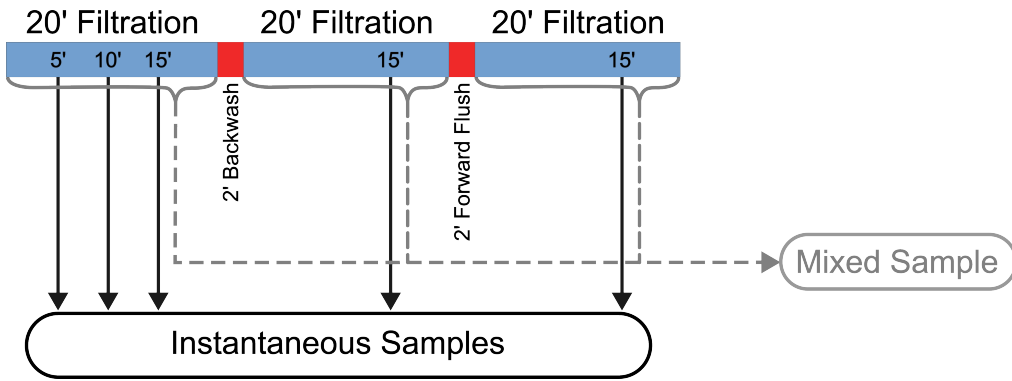 20' Filtration 20' Filtration 20' Filtration
5' 10' 15' 15' 15'
2' Backwash
2' Forward Flush
Mixed Sample
Instantaneous Samples